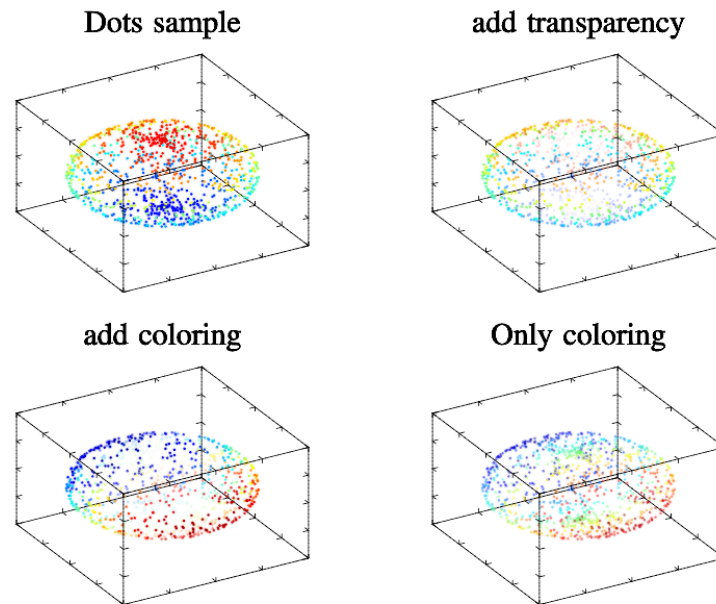 Dots sample
add transparency
add coloring
Only coloring